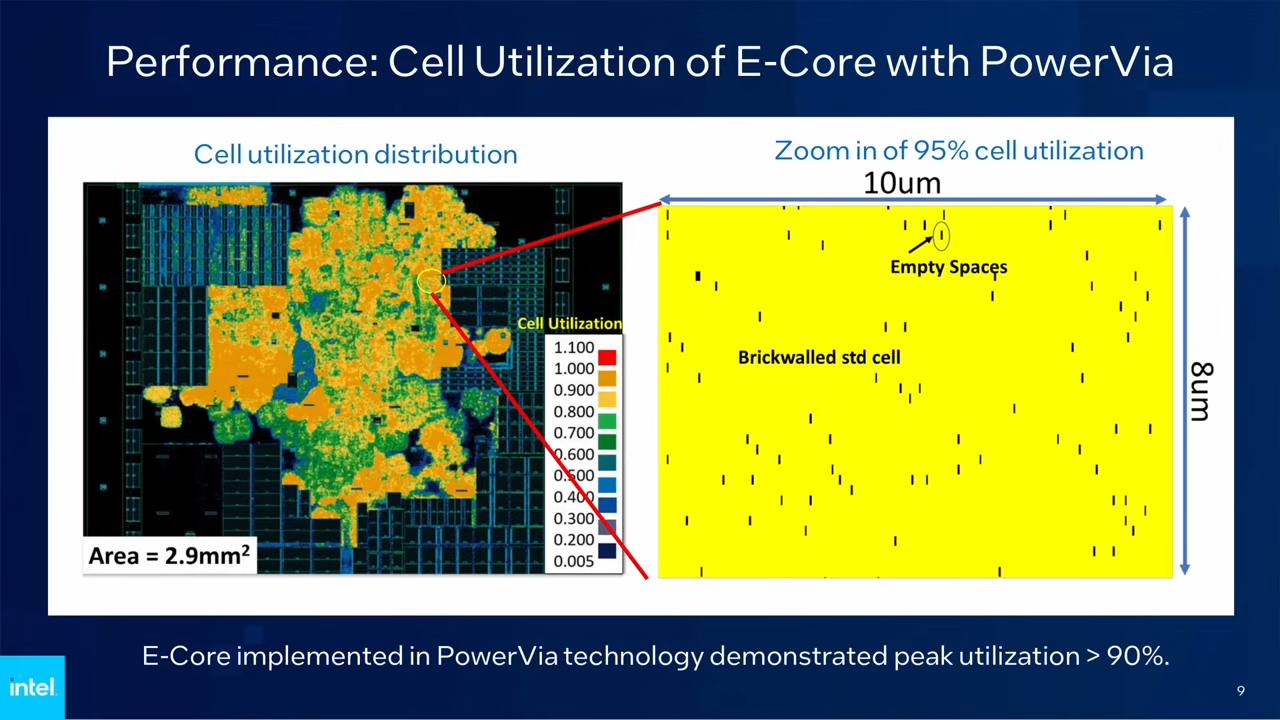 Performance: Cell Utilization of E-Core with PowerVia
Cell utilization distribution
Zoom in of 95% cell utilization
10um
Empty Spaces
Brickwalled std cell
8um
Cell Utilization
1.100
1.000
0.900
0.800
0.700
0.600
0.500
0.400
0.300
0.200
0.005
Area = 2.9mm²
E-Core implemented in PowerVia technology demonstrated peak utilization > 90%.
intel
9